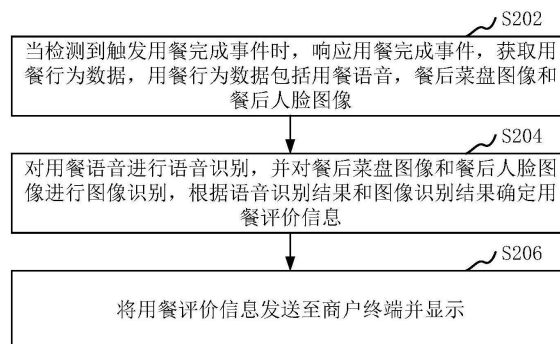 S202
当检测到触发用餐完成事件时，响应用餐完成事件，获取用
餐行为数据，用餐行为数据包括用餐语音，餐后菜盘图像和
餐后人脸图像
S204
对用餐语音进行语音识别，并对餐后菜盘图像和餐后人脸图
像进行图像识别，根据语音识别结果和图像识别结果确定用
餐评价信息
S206
将用餐评价信息发送至商户终端并显示